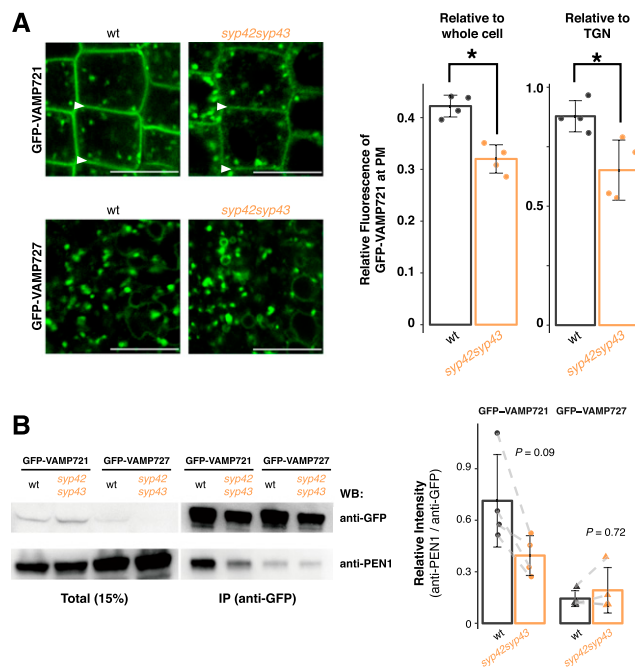 A
wt
syp42syp43
GFP-VAMP721
wt
syp42syp43
GFP-VAMP727
Relative to
whole cell
Relative to
TGN
*
*
Relative Fluorescence of
GFP-VAMP721 at PM
0.4
0.3
0.4
0
1.0
0.5
0
wt
syp42syp43
wt
syp42syp43
B
GFP-VAMP721
GFP-VAMP727
GFP-VAMP721
GFP-VAMP727
wt
syp42
syp43
wt
syp42
syp43
wt
syp42
syp43
wt
syp42
syp43
WB:
anti-GFP
anti-PEN1
Total (15%)
IP (anti-GFP)
GFP–VAMP721
GFP–VAMP727
P = 0.09
P = 0.72
Relative Intensity
(anti-PEN1 / anti-GFP)
0.9
0.6
0.3
0
wt
syp42syp43
wt
syp42syp43